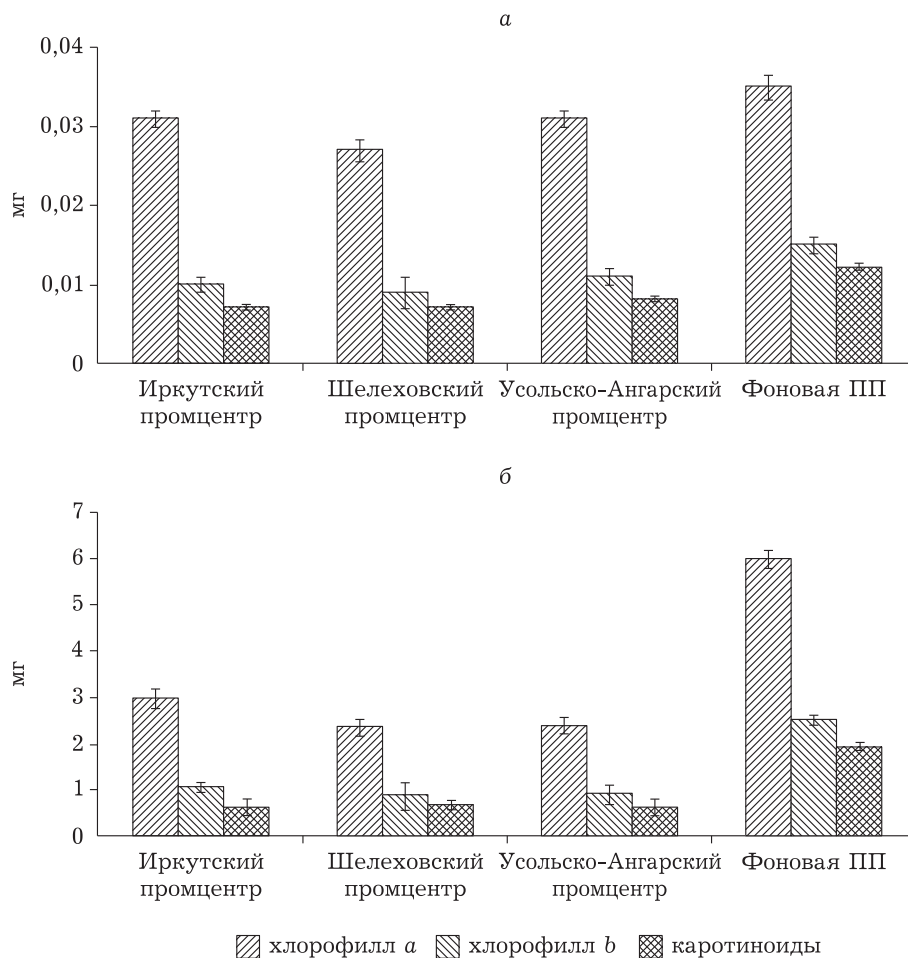 а
0,04
0,03
0,02
0,01
0
мг
Иркутский
промцентр
Шелеховский
промцентр
Усольско-Ангарский
промцентр
Фоновая ПП
б
7
6
5
4
3
2
1
0
мг
Иркутский
промцентр
Шелеховский
промцентр
Усольско-Ангарский
промцентр
Фоновая ПП
хлорофилл a хлорофилл b каротиноиды